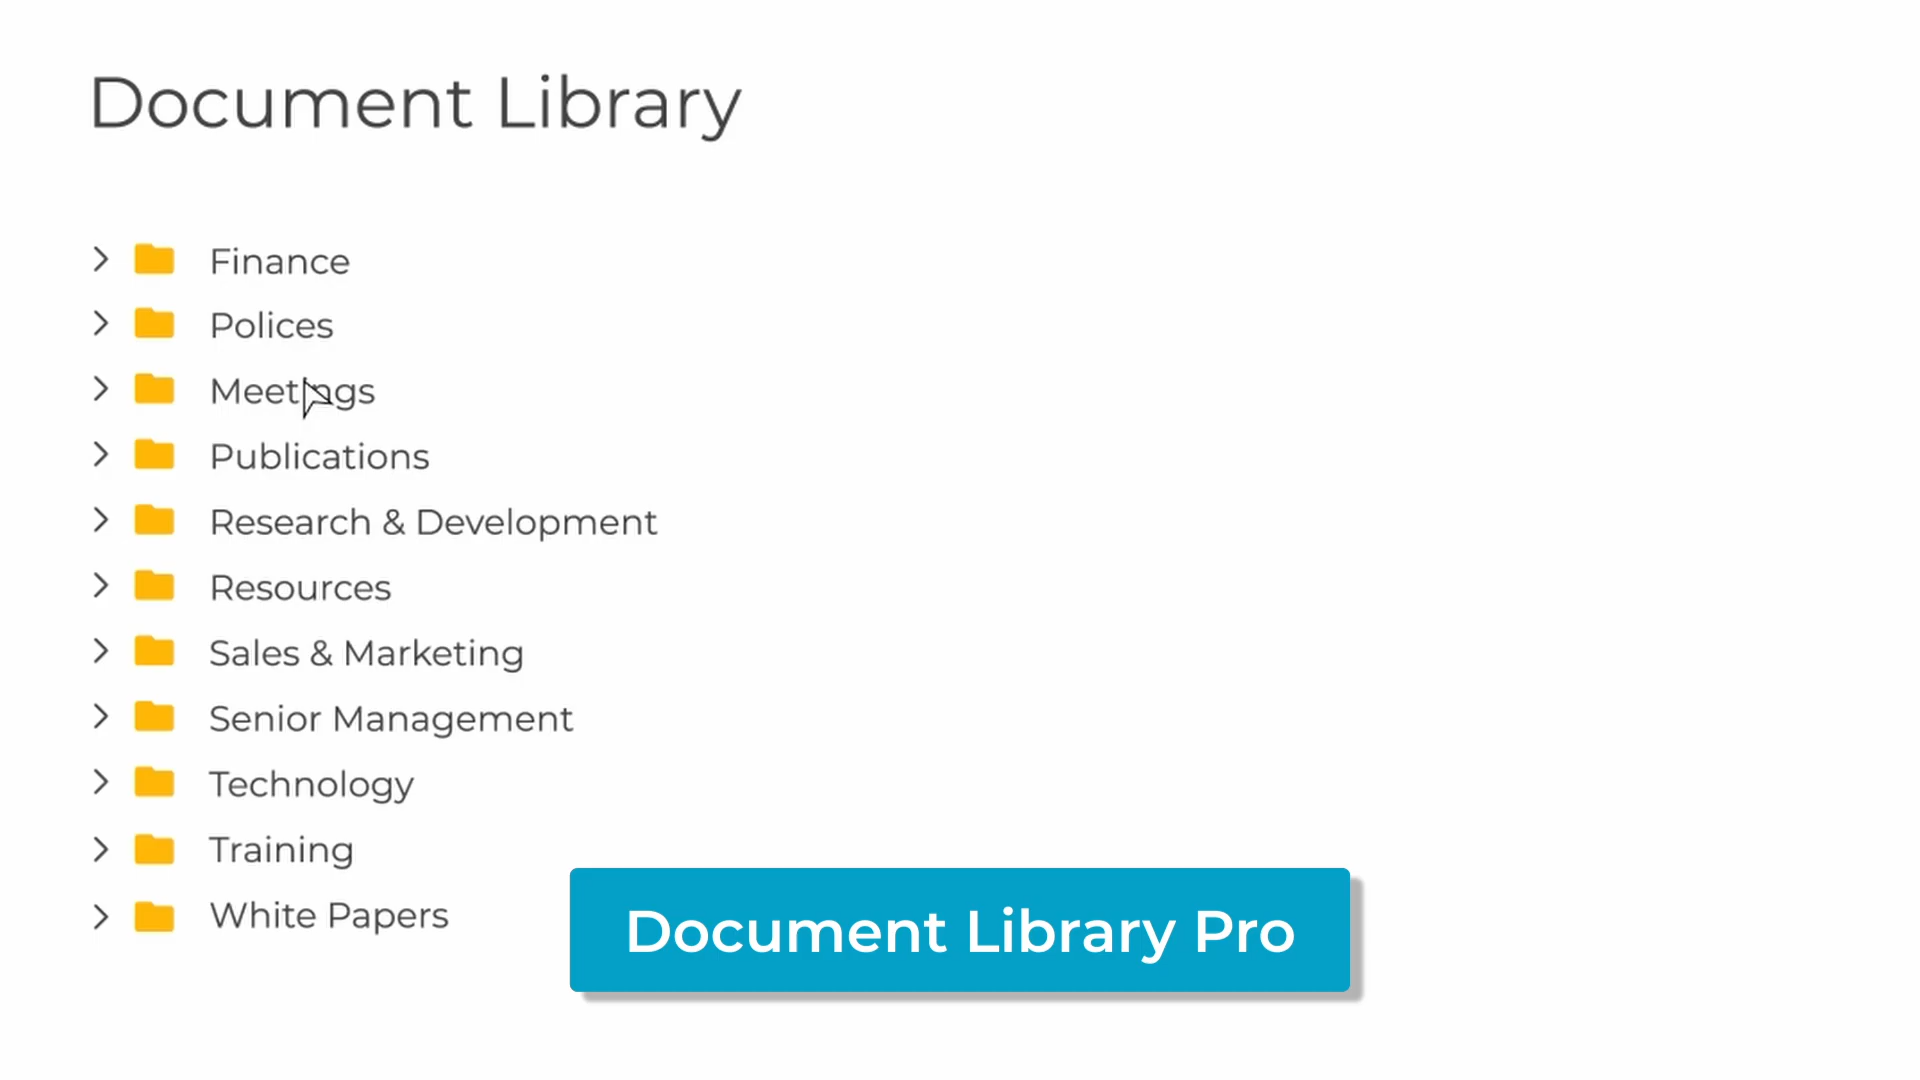 Document Library
Finance
Polices
Meetings
Publications
Research & Development
Resources
Sales & Marketing
Senior Management
Technology
Training
White Papers
Document Library Pro